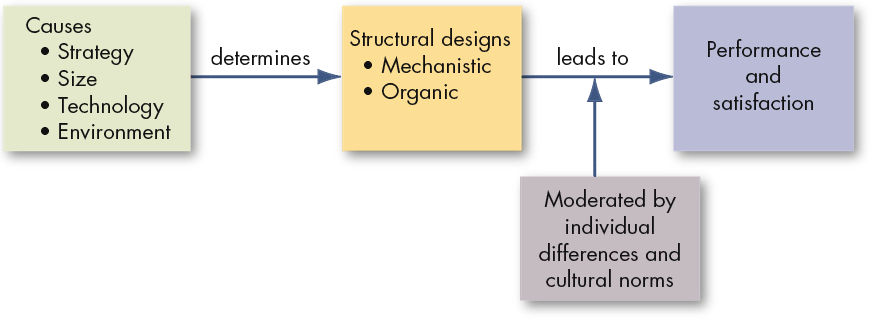 Causes
• Strategy
• Size
• Technology
• Environment
determines
Structural designs
• Mechanistic
• Organic
leads to
Performance
and
satisfaction
Moderated by
individual
differences and
cultural norms